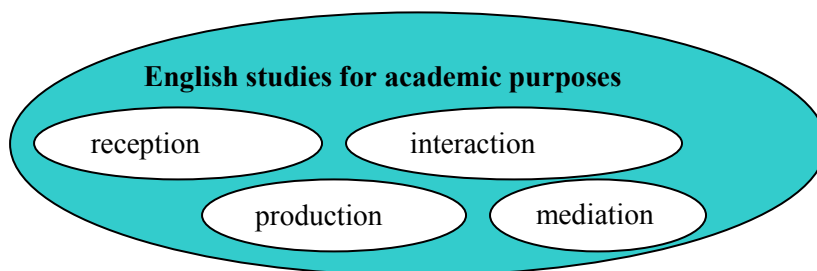 English studies for academic purposes
reception
interaction
production
mediation